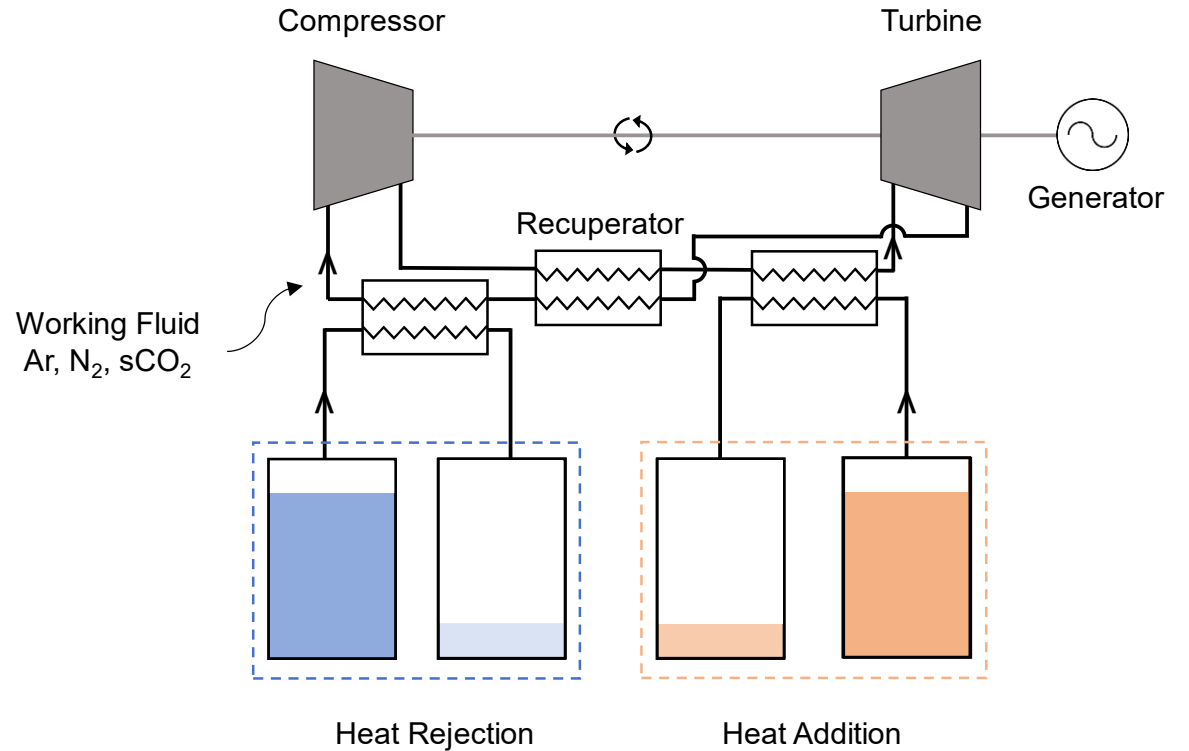 Compressor
Turbine
Generator
Recuperator
Working Fluid
Ar, N₂, sCO₂
Heat Rejection
Heat Addition